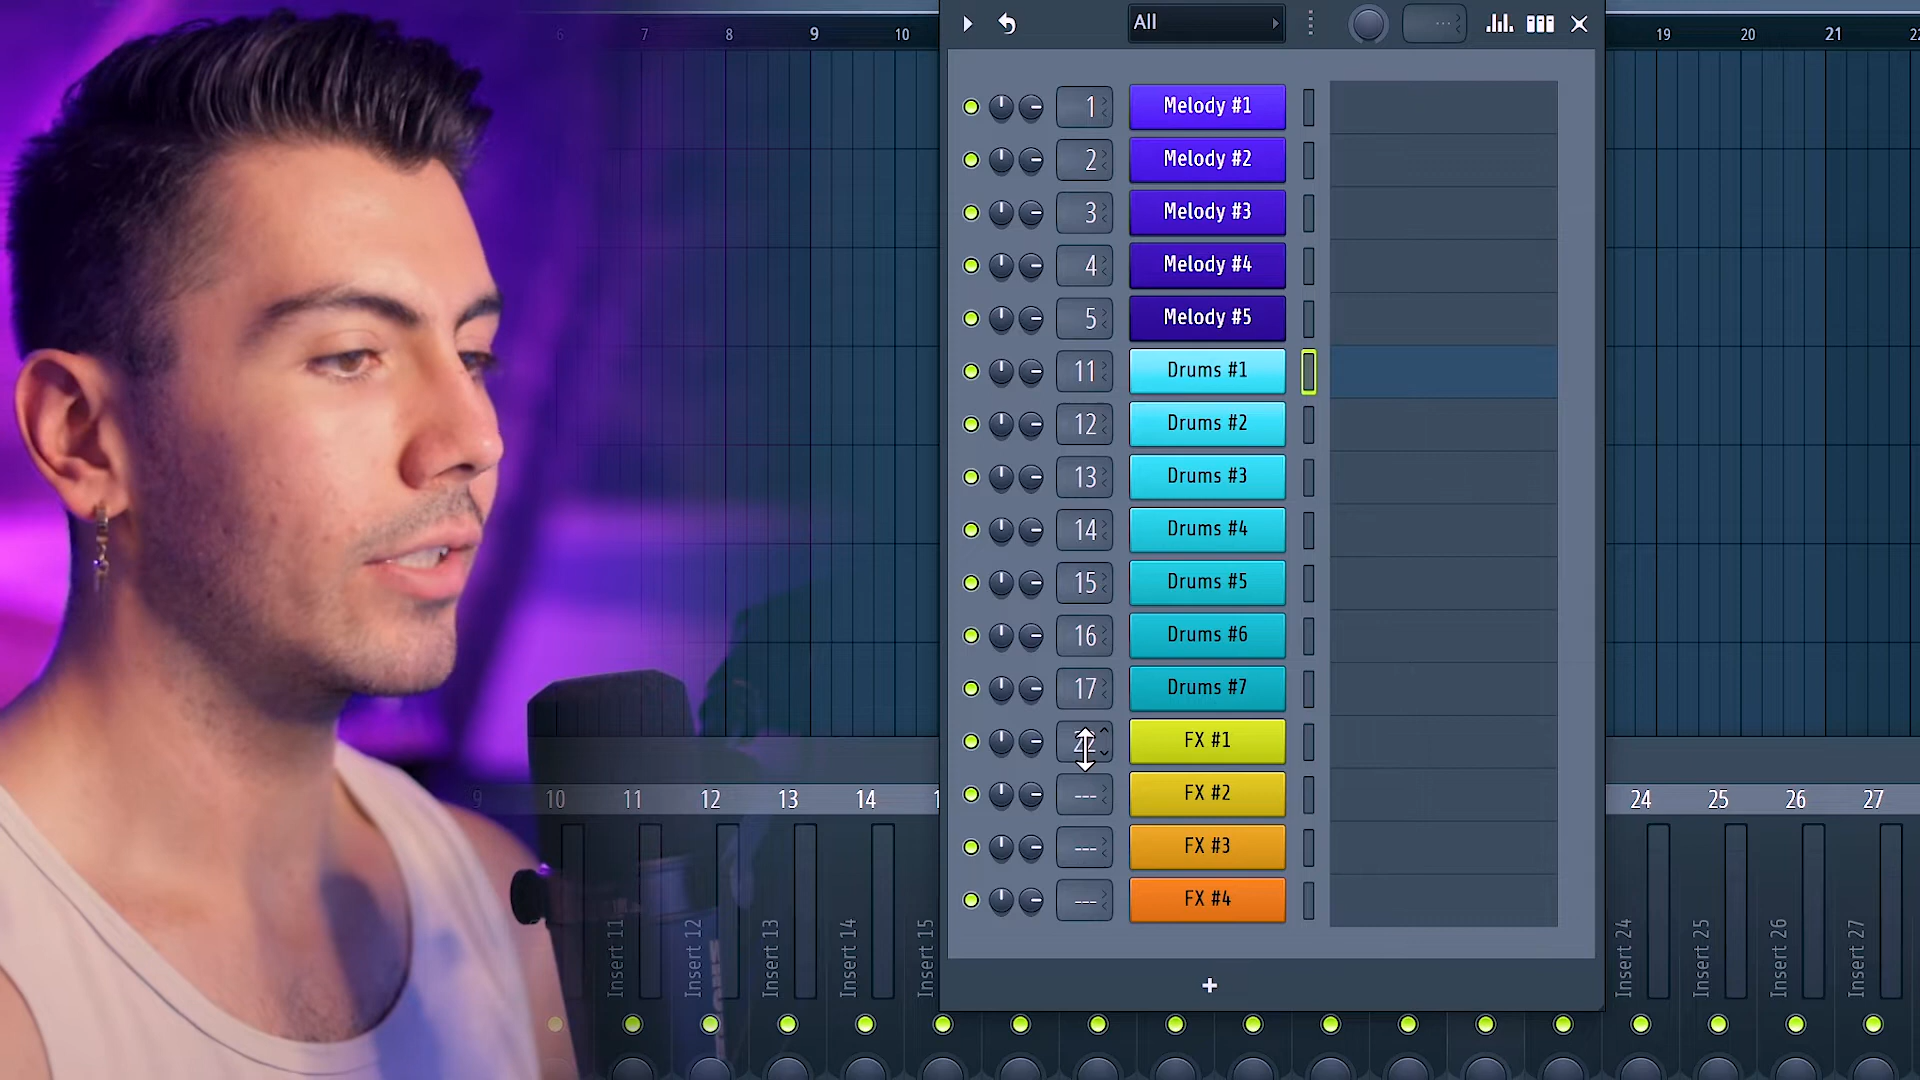 All
6 7 8 9 10 19 20 21 22
1 Melody #1
2 Melody #2
3 Melody #3
4 Melody #4
5 Melody #5
11 Drums #1
12 Drums #2
13 Drums #3
14 Drums #4
15 Drums #5
16 Drums #6
17 Drums #7
FX #1
--- FX #2
--- FX #3
--- FX #4
9 10 11 12 13 14 24 25 26 27
Insert 11
Insert 12
Insert 13
Insert 14
Insert 15
Insert 24
Insert 25
Insert 26
Insert 27
+